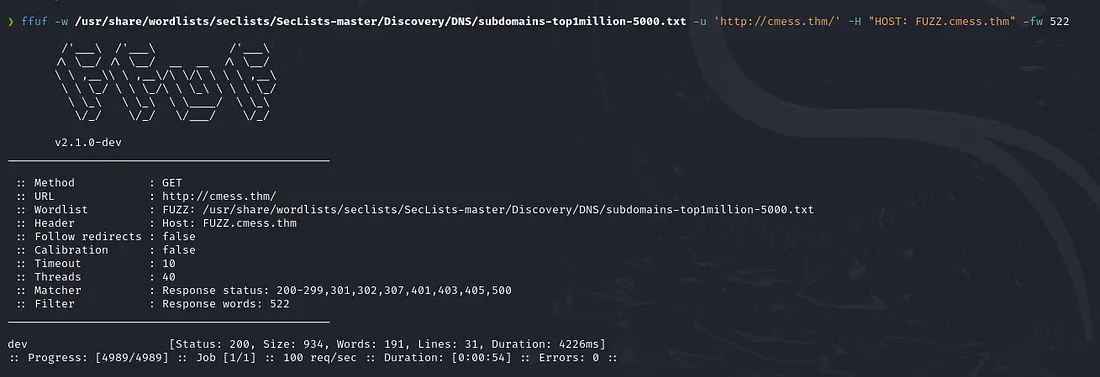 ❯ ffuf -w /usr/share/wordlists/seclists/SecLists-master/Discovery/DNS/subdomains-top1million-5000.txt -u 'http://cmess.thm/' -H "HOST: FUZZ.cmess.thm" -fw 522
v2.1.0-dev
:: Method : GET
:: URL : http://cmess.thm/
:: Wordlist : FUZZ: /usr/share/wordlists/seclists/SecLists-master/Discovery/DNS/subdomains-top1million-5000.txt
:: Header : Host: FUZZ.cmess.thm
:: Follow redirects : false
:: Calibration : false
:: Timeout : 10
:: Threads : 40
:: Matcher : Response status: 200-299,301,302,307,401,403,405,500
:: Filter : Response words: 522
dev [Status: 200, Size: 934, Words: 191, Lines: 31, Duration: 4226ms]
:: Progress: [4989/4989] :: Job [1/1] :: 100 req/sec :: Duration: [0:00:54] :: Errors: 0 ::